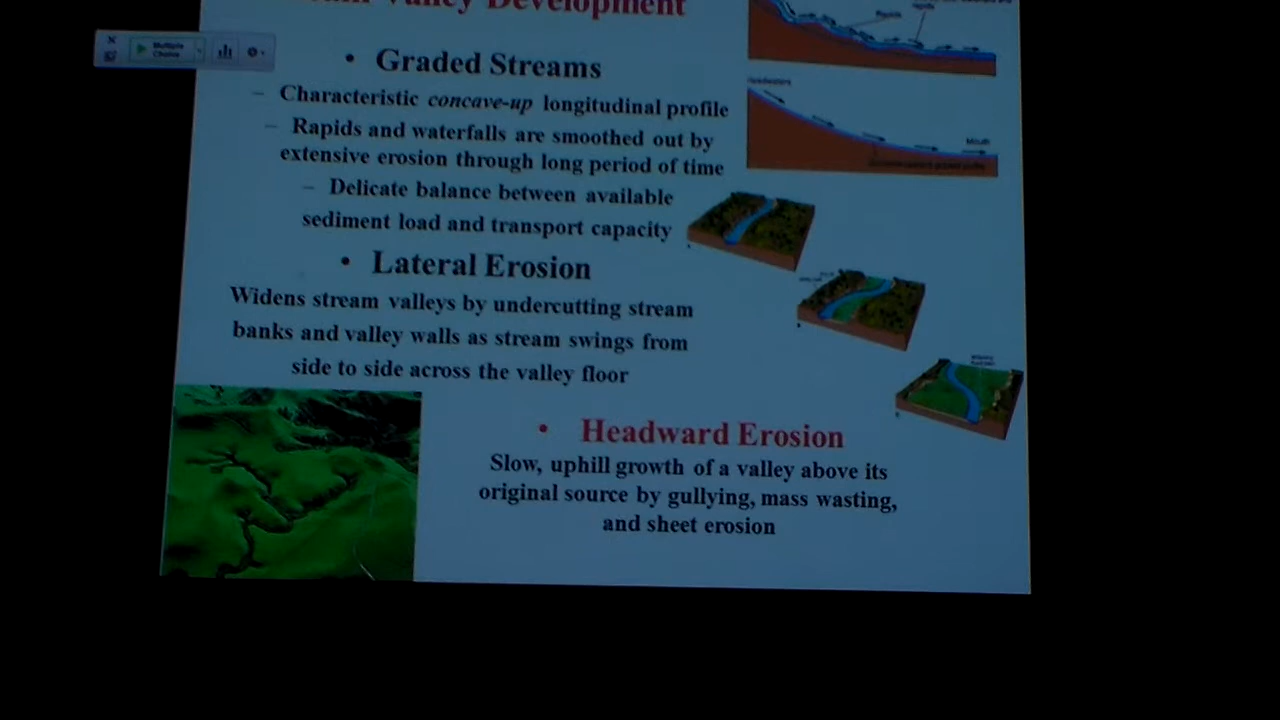 Valley Development
Multiple
Choice
• Graded Streams
– Characteristic concave-up longitudinal profile
– Rapids and waterfalls are smoothed out by
extensive erosion through long period of time
– Delicate balance between available
sediment load and transport capacity
• Lateral Erosion
Widens stream valleys by undercutting stream
banks and valley walls as stream swings from
side to side across the valley floor
• Headward Erosion
Slow, uphill growth of a valley above its
original source by gullying, mass wasting,
and sheet erosion
Rapids
Headwaters
Mouth